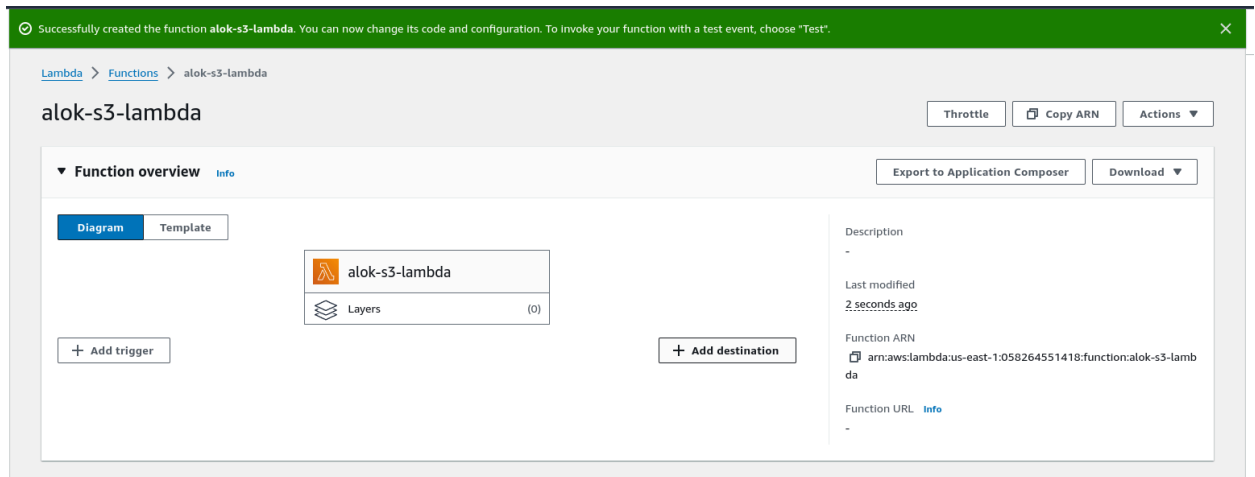 Successfully created the function alok-s3-lambda. You can now change its code and configuration. To invoke your function with a test event, choose "Test".
Lambda > Functions > alok-s3-lambda
alok-s3-lambda
Throttle
Copy ARN
Actions
Function overview Info
Export to Application Composer
Download
Diagram
Template
alok-s3-lambda
Layers (0)
+ Add trigger
+ Add destination
Description
-
Last modified
2 seconds ago
Function ARN
arn:aws:lambda:us-east-1:058264551418:function:alok-s3-lamb
da
Function URL Info
-